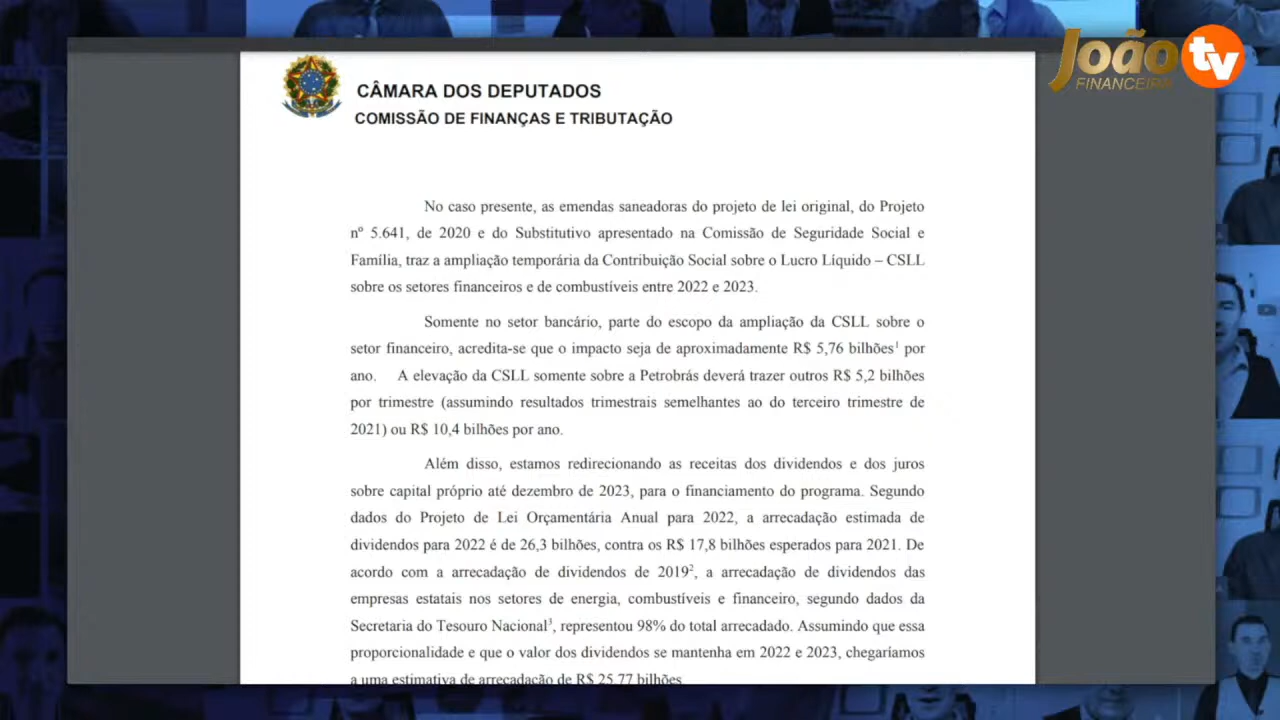 João
FINANCEIRA
tv
CÂMARA DOS DEPUTADOS
COMISSÃO DE FINANÇAS E TRIBUTAÇÃO
No caso presente, as emendas saneadoras do projeto de lei original, do Projeto
nº 5.641, de 2020 e do Substitutivo apresentado na Comissão de Seguridade Social e
Família, traz a ampliação temporária da Contribuição Social sobre o Lucro Líquido – CSLL
sobre os setores financeiros e de combustíveis entre 2022 e 2023.
Somente no setor bancário, parte do escopo da ampliação da CSLL sobre o
setor financeiro, acredita-se que o impacto seja de aproximadamente R$ 5,76 bilhões¹ por
ano. A elevação da CSLL somente sobre a Petrobrás deverá trazer outros R$ 5,2 bilhões
por trimestre (assumindo resultados trimestrais semelhantes ao do terceiro trimestre de
2021) ou R$ 10,4 bilhões por ano.
Além disso, estamos redirecionando as receitas dos dividendos e dos juros
sobre capital próprio até dezembro de 2023, para o financiamento do programa. Segundo
dados do Projeto de Lei Orçamentária Anual para 2022, a arrecadação estimada de
dividendos para 2022 é de 26,3 bilhões, contra os R$ 17,8 bilhões esperados para 2021. De
acordo com a arrecadação de dividendos de 2019², a arrecadação de dividendos das
empresas estatais nos setores de energia, combustíveis e financeiro, segundo dados da
Secretaria do Tesouro Nacional³, representou 98% do total arrecadado. Assumindo que essa
proporcionalidade e que o valor dos dividendos se mantenha em 2022 e 2023, chegaríamos
a uma estimativa de arrecadação de R$ 25,77 bilhões